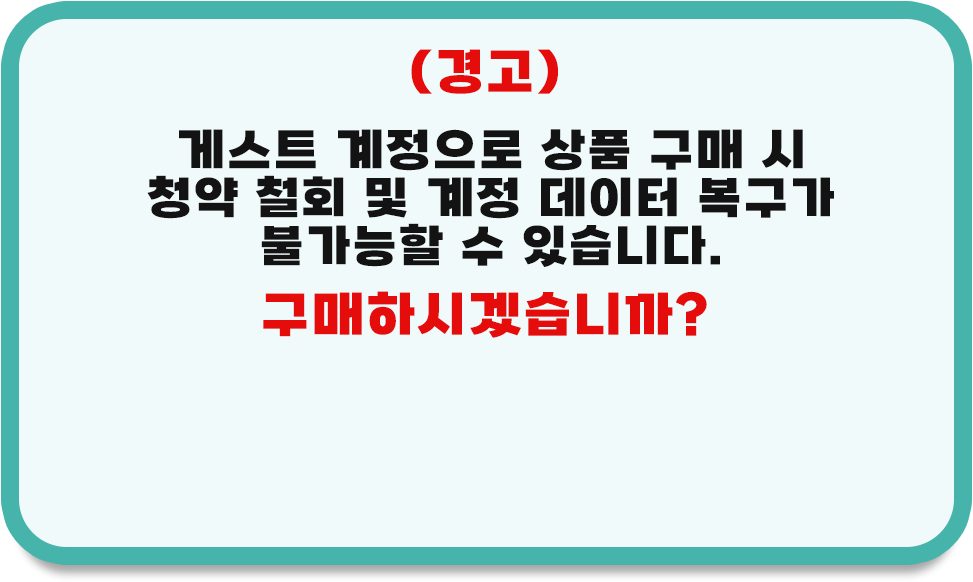 (경고)
게스트 계정으로 상품 구매 시
청약 철회 및 계정 데이터 복구가
불가능할 수 있습니다.
구매하시겠습니까?